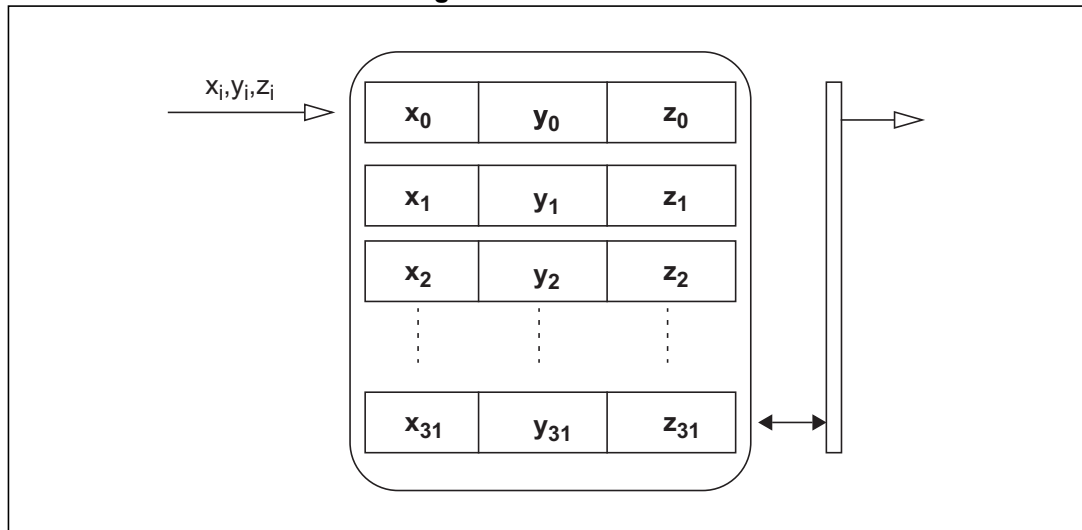 xᵢ,yᵢ,zᵢ
x₀ y₀ z₀
x₁ y₁ z₁
x₂ y₂ z₂
x₃₁ y₃₁ z₃₁